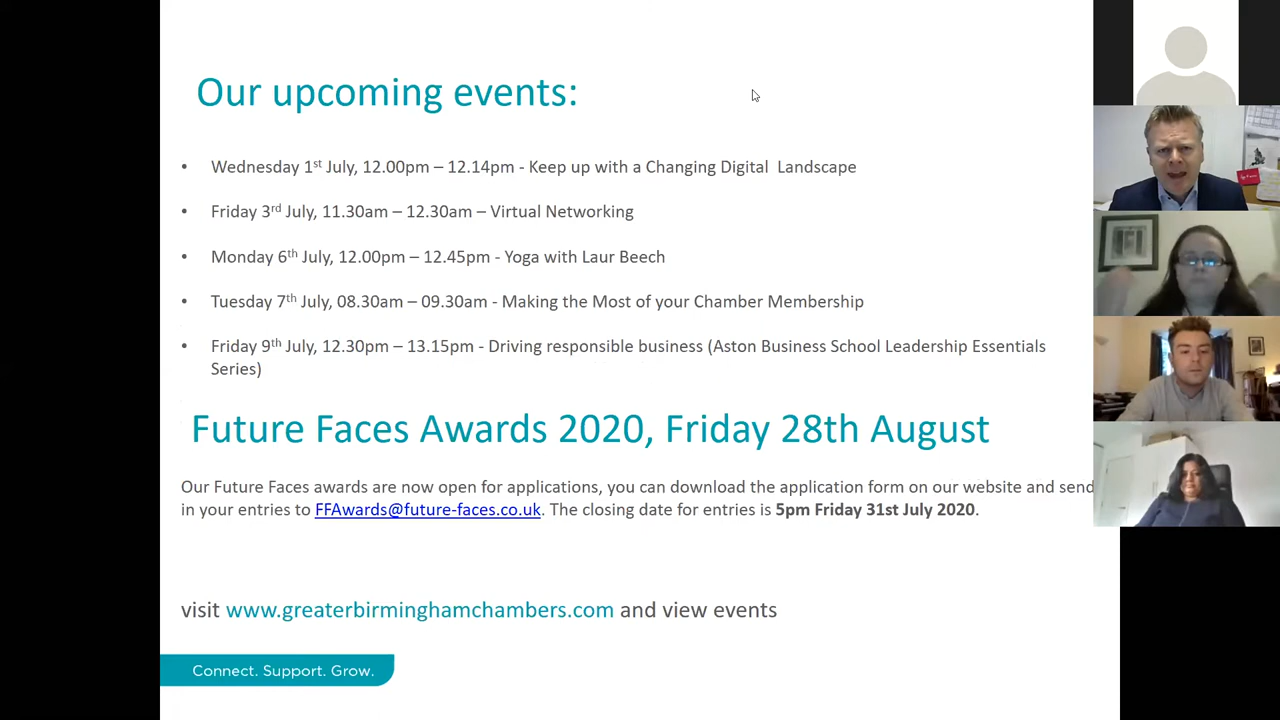 Our upcoming events:
• Wednesday 1st July, 12.00pm – 12.14pm - Keep up with a Changing Digital Landscape
• Friday 3rd July, 11.30am – 12.30am – Virtual Networking
• Monday 6th July, 12.00pm – 12.45pm - Yoga with Laur Beech
• Tuesday 7th July, 08.30am – 09.30am - Making the Most of your Chamber Membership
• Friday 9th July, 12.30pm – 13.15pm - Driving responsible business (Aston Business School Leadership Essentials
Series)
Future Faces Awards 2020, Friday 28th August
Our Future Faces awards are now open for applications, you can download the application form on our website and send
in your entries to FFAwards@future-faces.co.uk. The closing date for entries is 5pm Friday 31st July 2020.
visit www.greaterbirminghamchambers.com and view events
Connect. Support. Grow.